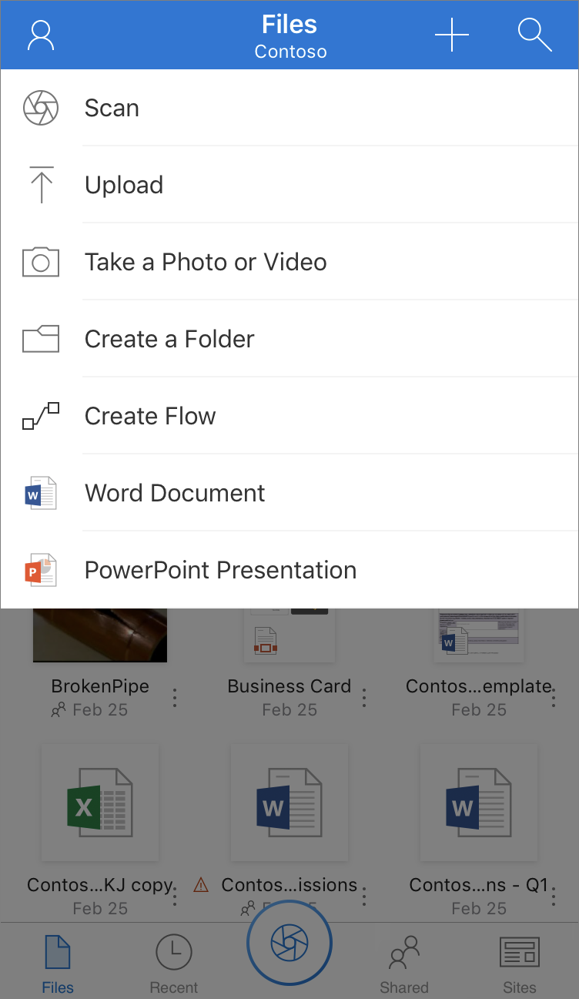 Files
Contoso
Scan
Upload
Take a Photo or Video
Create a Folder
Create Flow
W
Word Document
P
PowerPoint Presentation
W
BrokenPipe
Business Card
Contos...emplate
Feb 25
Feb 25
Feb 25
X
W
W
Contos...KJ copy
Contos...issions
Contos...ns - Q1
Feb 25
Feb 25
Files
Recent
Shared
Sites